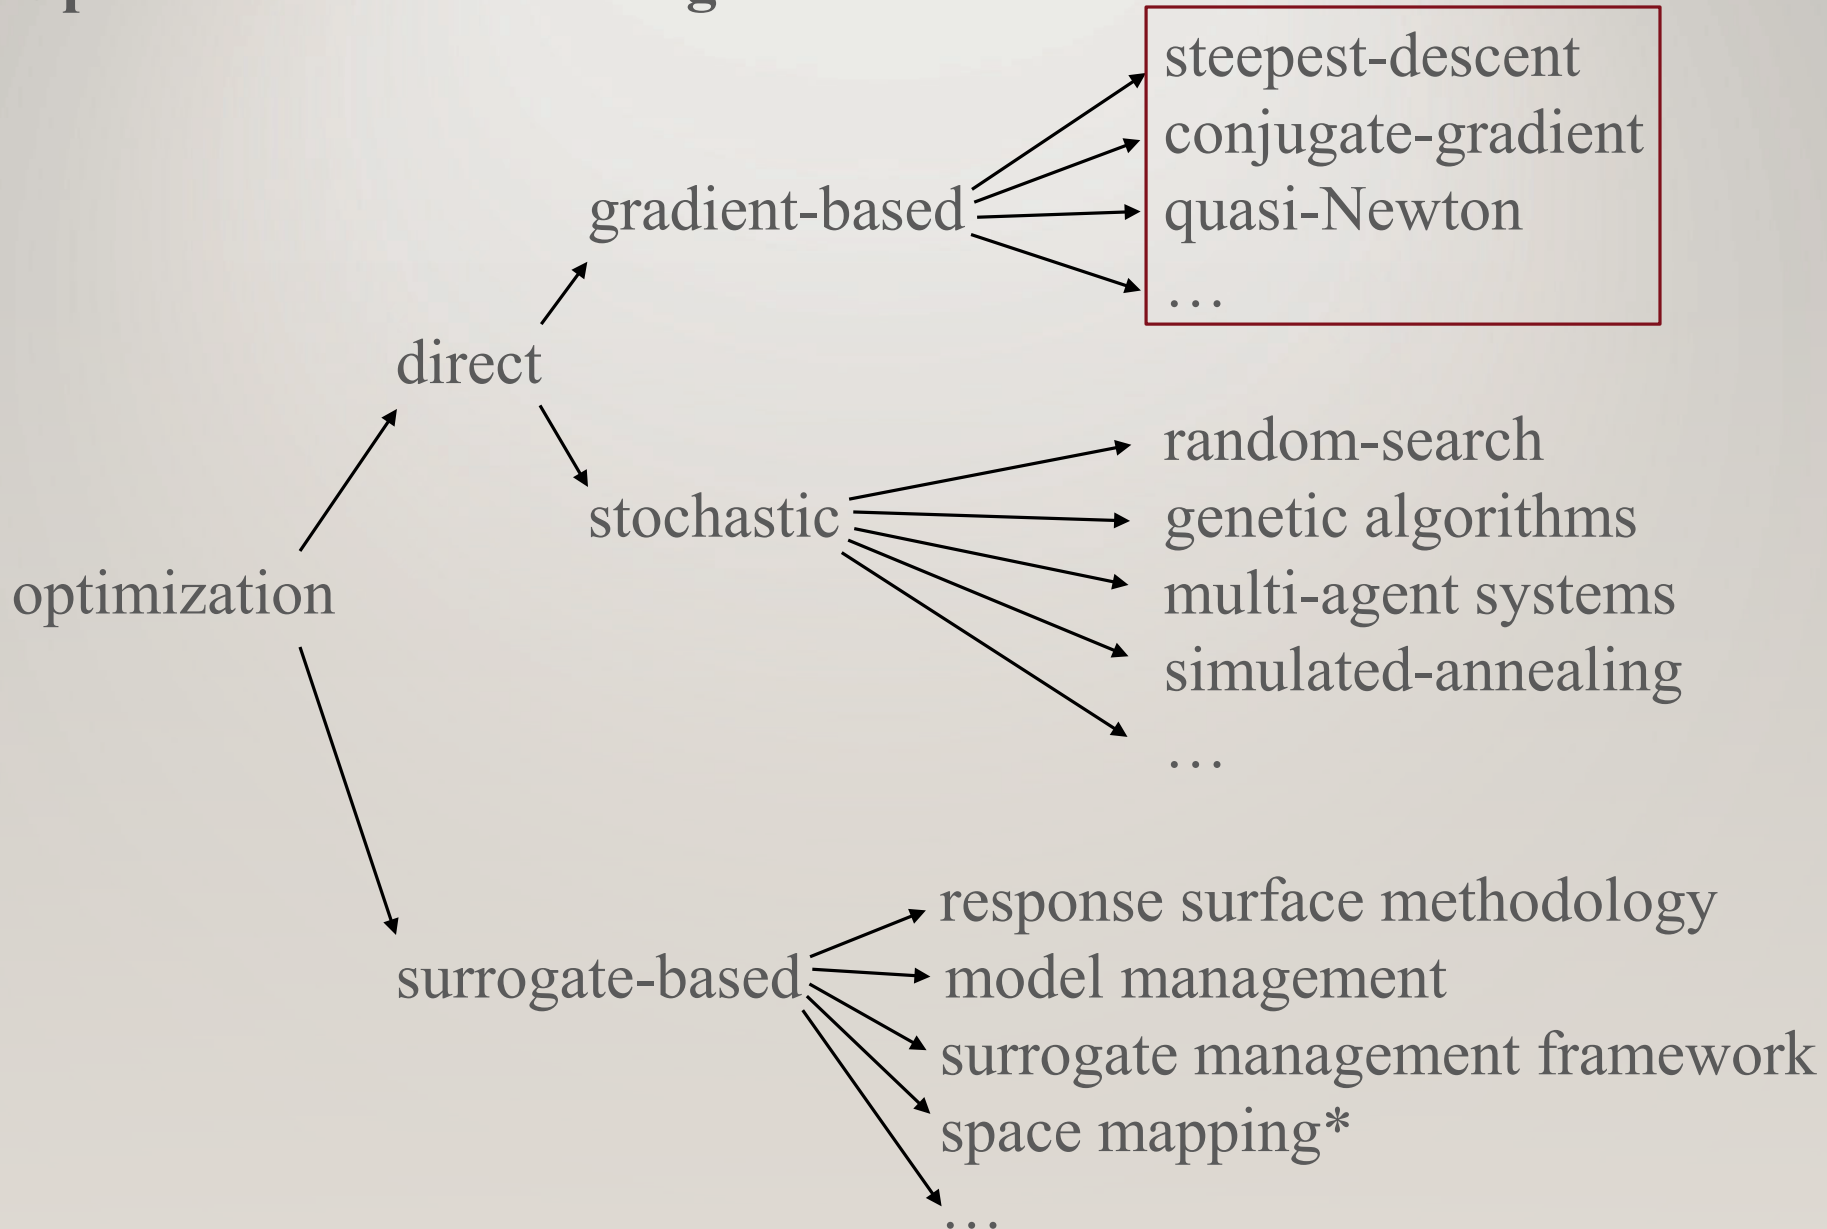 steepest-descent
conjugate-gradient
gradient-based
quasi-Newton
…
direct
random-search
genetic algorithms
stochastic
multi-agent systems
optimization
simulated-annealing
…
response surface methodology
surrogate-based
model management
surrogate management framework
space mapping*
…